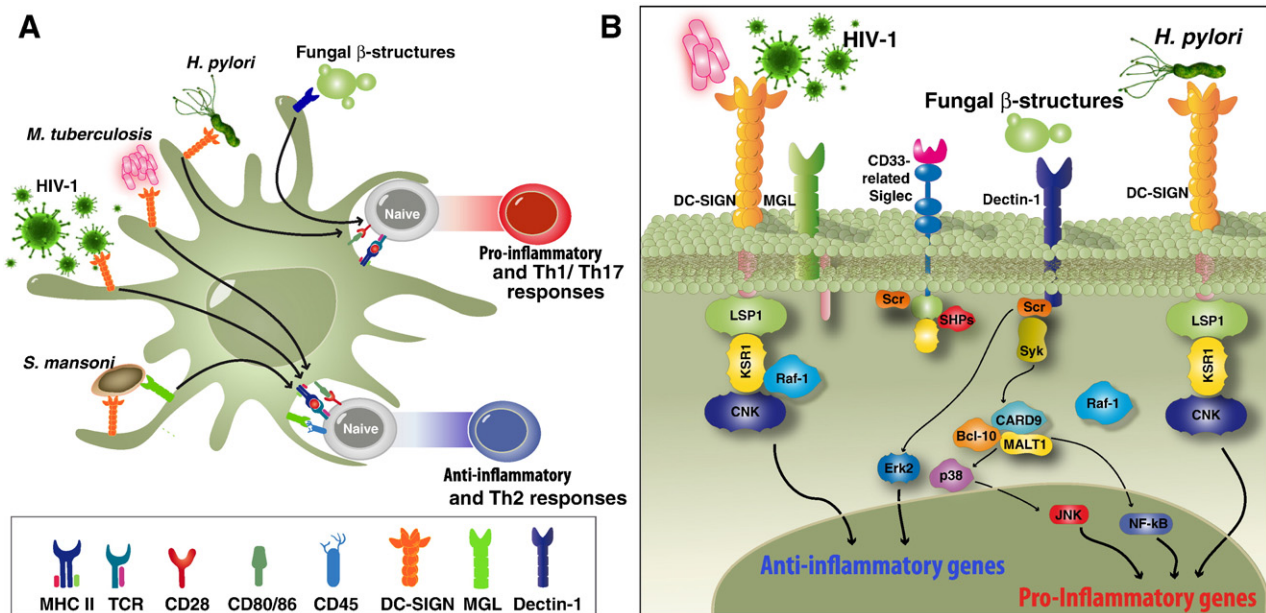 A
H. pylori
Fungal β-structures
M. tuberculosis
HIV-1
S. mansoni
Naive
Pro-inflammatory
and Th1/ Th17
responses
Naive
Anti-inflammatory
and Th2 responses
MHC II TCR CD28 CD80/86 CD45 DC-SIGN MGL Dectin-1
B
HIV-1
H. pylori
Fungal β-structures
CD33-
related
Siglec
DC-SIGN
MGL
Dectin-1
DC-SIGN
LSP1
KSR1
Raf-1
CNK
Scr
SHPs
Scr
Syk
CARD9
Bcl-10
MALT1
Raf-1
LSP1
KSR1
CNK
Erk2
p38
JNK
NF-kB
Anti-inflammatory genes
Pro-Inflammatory genes